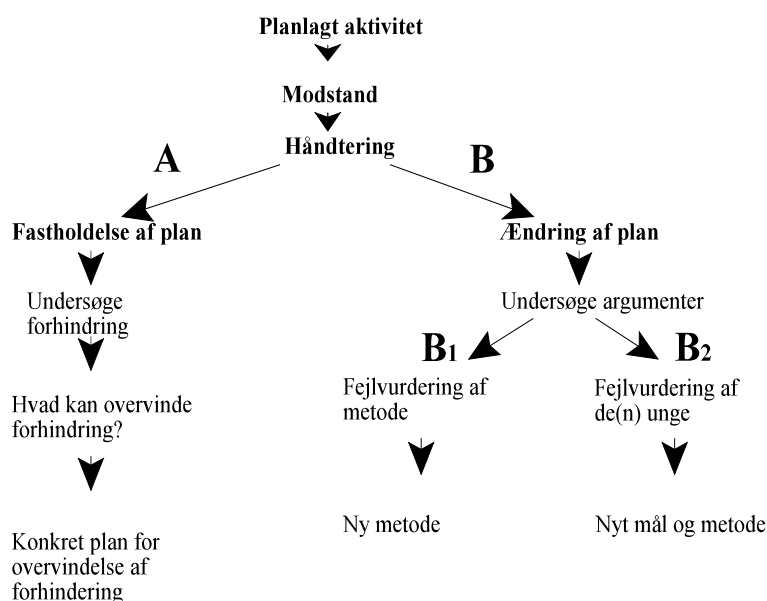 Planlagt aktivitet
Modstand
Håndtering
A
B
Fastholdelse af plan
Ændring af plan
Undersøge
forhindring
Undersøge argumenter
B1
B2
Hvad kan overvinde
forhindring?
Fejlvurdering af
metode
Fejlvurdering af
de(n) unge
Konkret plan for
overvindelse af
forhindering
Ny metode
Nyt mål og metode